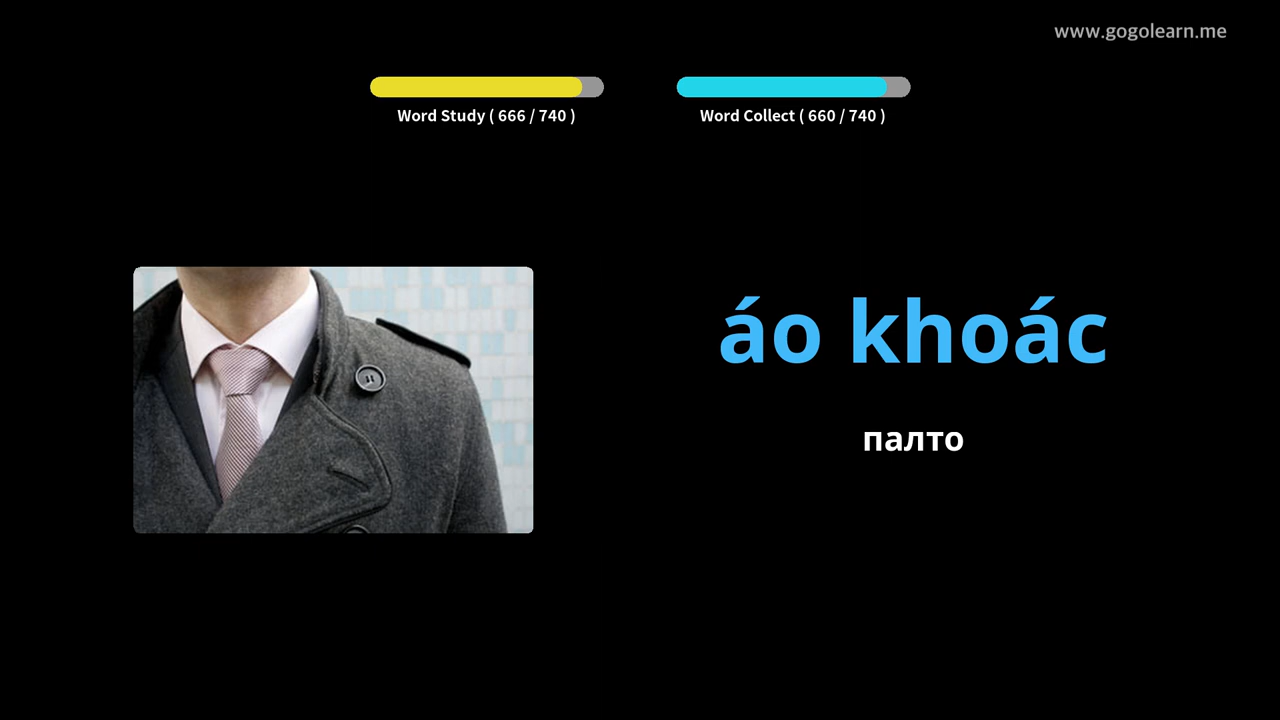 www.gogolearn.me
Word Study ( 666 / 740 )
Word Collect ( 660 / 740 )
áo khoác
палто